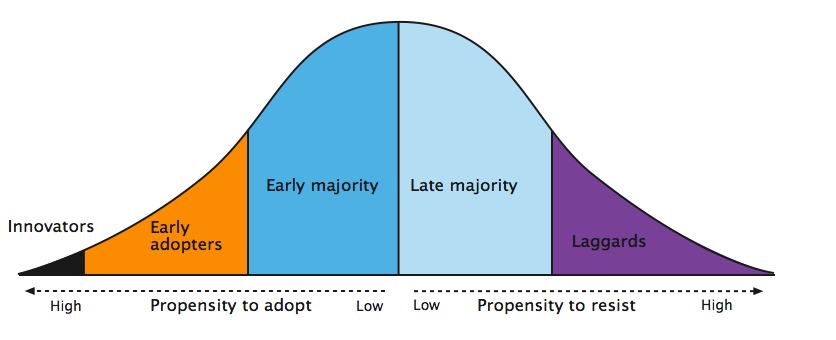 Early majority
Late majority
Innovators
Early
adopters
Laggards
High
Propensity to adopt
Low
Low
Propensity to resist
High